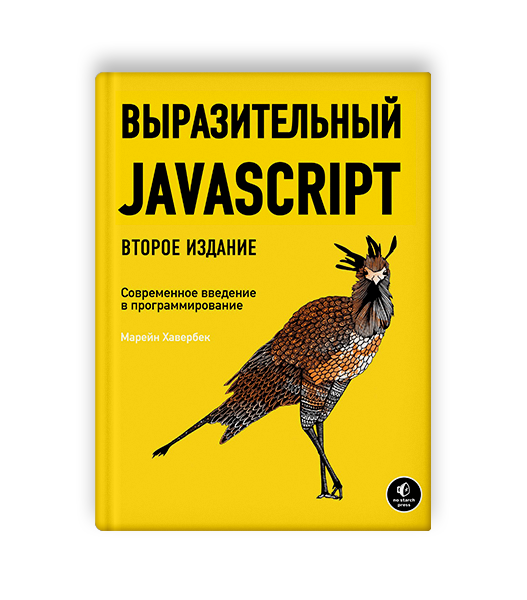 ВЫРАЗИТЕЛЬНЫЙ
JAVASCRIPT
ВТОРОЕ ИЗДАНИЕ
Современное введение
в программирование
Марейн Хавербек
no starch
press